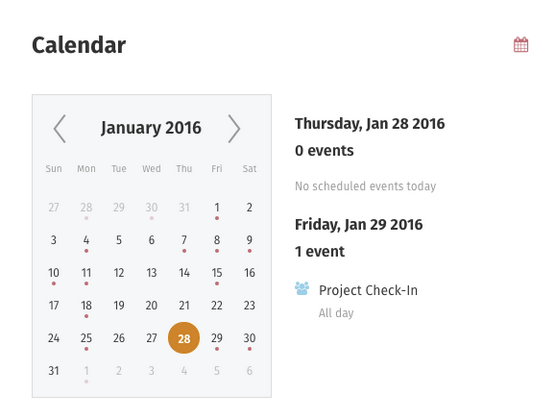 Calendar
January 2016
Sun Mon Tue Wed Thu Fri Sat
27 28 29 30 31 1 2
3 4 5 6 7 8 9
10 11 12 13 14 15 16
17 18 19 20 21 22 23
24 25 26 27 28 29 30
31 1 2 3 4 5 6
Thursday, Jan 28 2016
0 events
No scheduled events today
Friday, Jan 29 2016
1 event
Project Check-In
All day